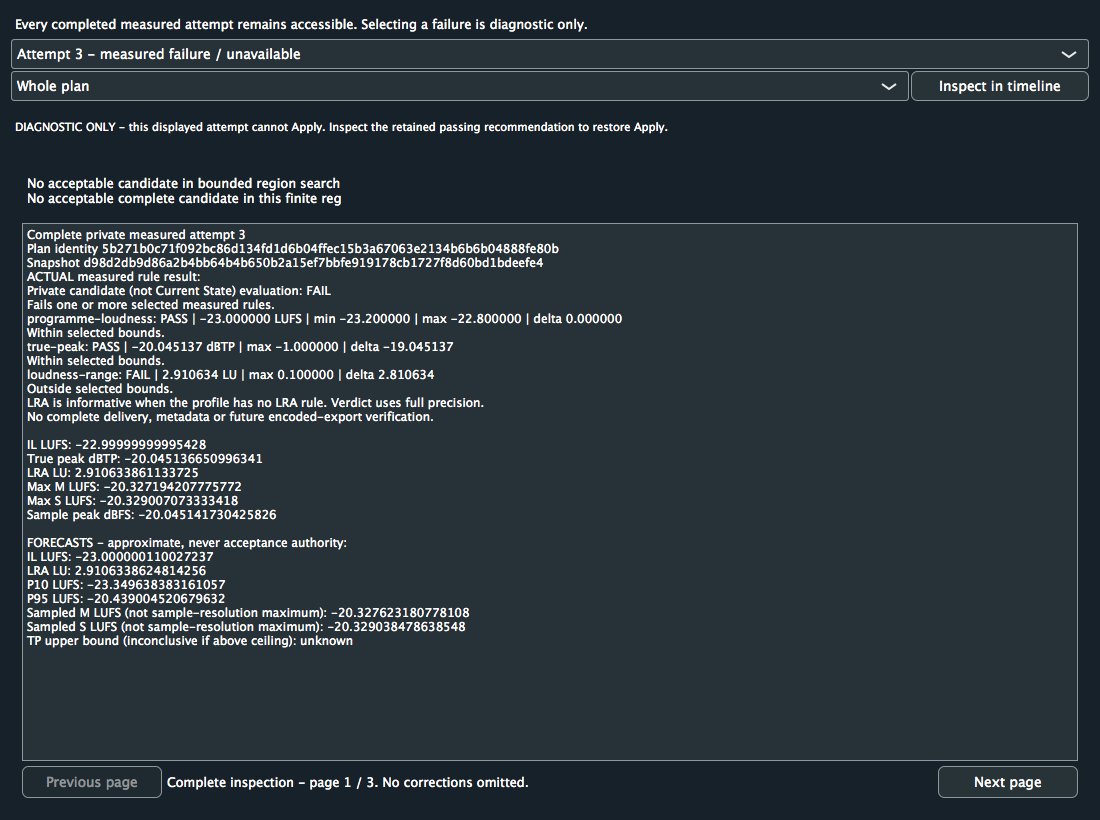 Every completed measured attempt remains accessible. Selecting a failure is diagnostic only.
Attempt 3 - measured failure / unavailable
Whole plan
Inspect in timeline
DIAGNOSTIC ONLY - this displayed attempt cannot Apply. Inspect the retained passing recommendation to restore Apply.
No acceptable candidate in bounded region search
No acceptable complete candidate in this finite reg
Complete private measured attempt 3
Plan identity 5b271b0c71f092bc86d134fd1d6b04ffec15b3a67063e2134b6b6b04888fe80b
Snapshot d98d2db9d86a2b4bb64b4b650b2a15ef7bbfe919178cb1727f8d60bd1bdeefe4
ACTUAL measured rule result:
Private candidate (not Current State) evaluation: FAIL
Fails one or more selected measured rules.
programme-loudness: PASS | -23.000000 LUFS | min -23.200000 | max -22.800000 | delta 0.000000
Within selected bounds.
true-peak: PASS | -20.045137 dBTP | max -1.000000 | delta -19.045137
Within selected bounds.
loudness-range: FAIL | 2.910634 LU | max 0.100000 | delta 2.810634
Outside selected bounds.
LRA is informative when the profile has no LRA rule. Verdict uses full precision.
No complete delivery, metadata or future encoded-export verification.
IL LUFS: -22.99999999995428
True peak dBTP: -20.045136650996341
LRA LU: 2.910633861133725
Max M LUFS: -20.327194207775772
Max S LUFS: -20.329007073333418
Sample peak dBFS: -20.045141730425826
FORECASTS - approximate, never acceptance authority:
IL LUFS: -23.000000110027237
LRA LU: 2.9106338624814256
P10 LUFS: -23.349638383161057
P95 LUFS: -20.439004520679632
Sampled M LUFS (not sample-resolution maximum): -20.327623180778108
Sampled S LUFS (not sample-resolution maximum): -20.329038478638548
TP upper bound (inconclusive if above ceiling): unknown
Previous page
Complete inspection - page 1 / 3. No corrections omitted.
Next page